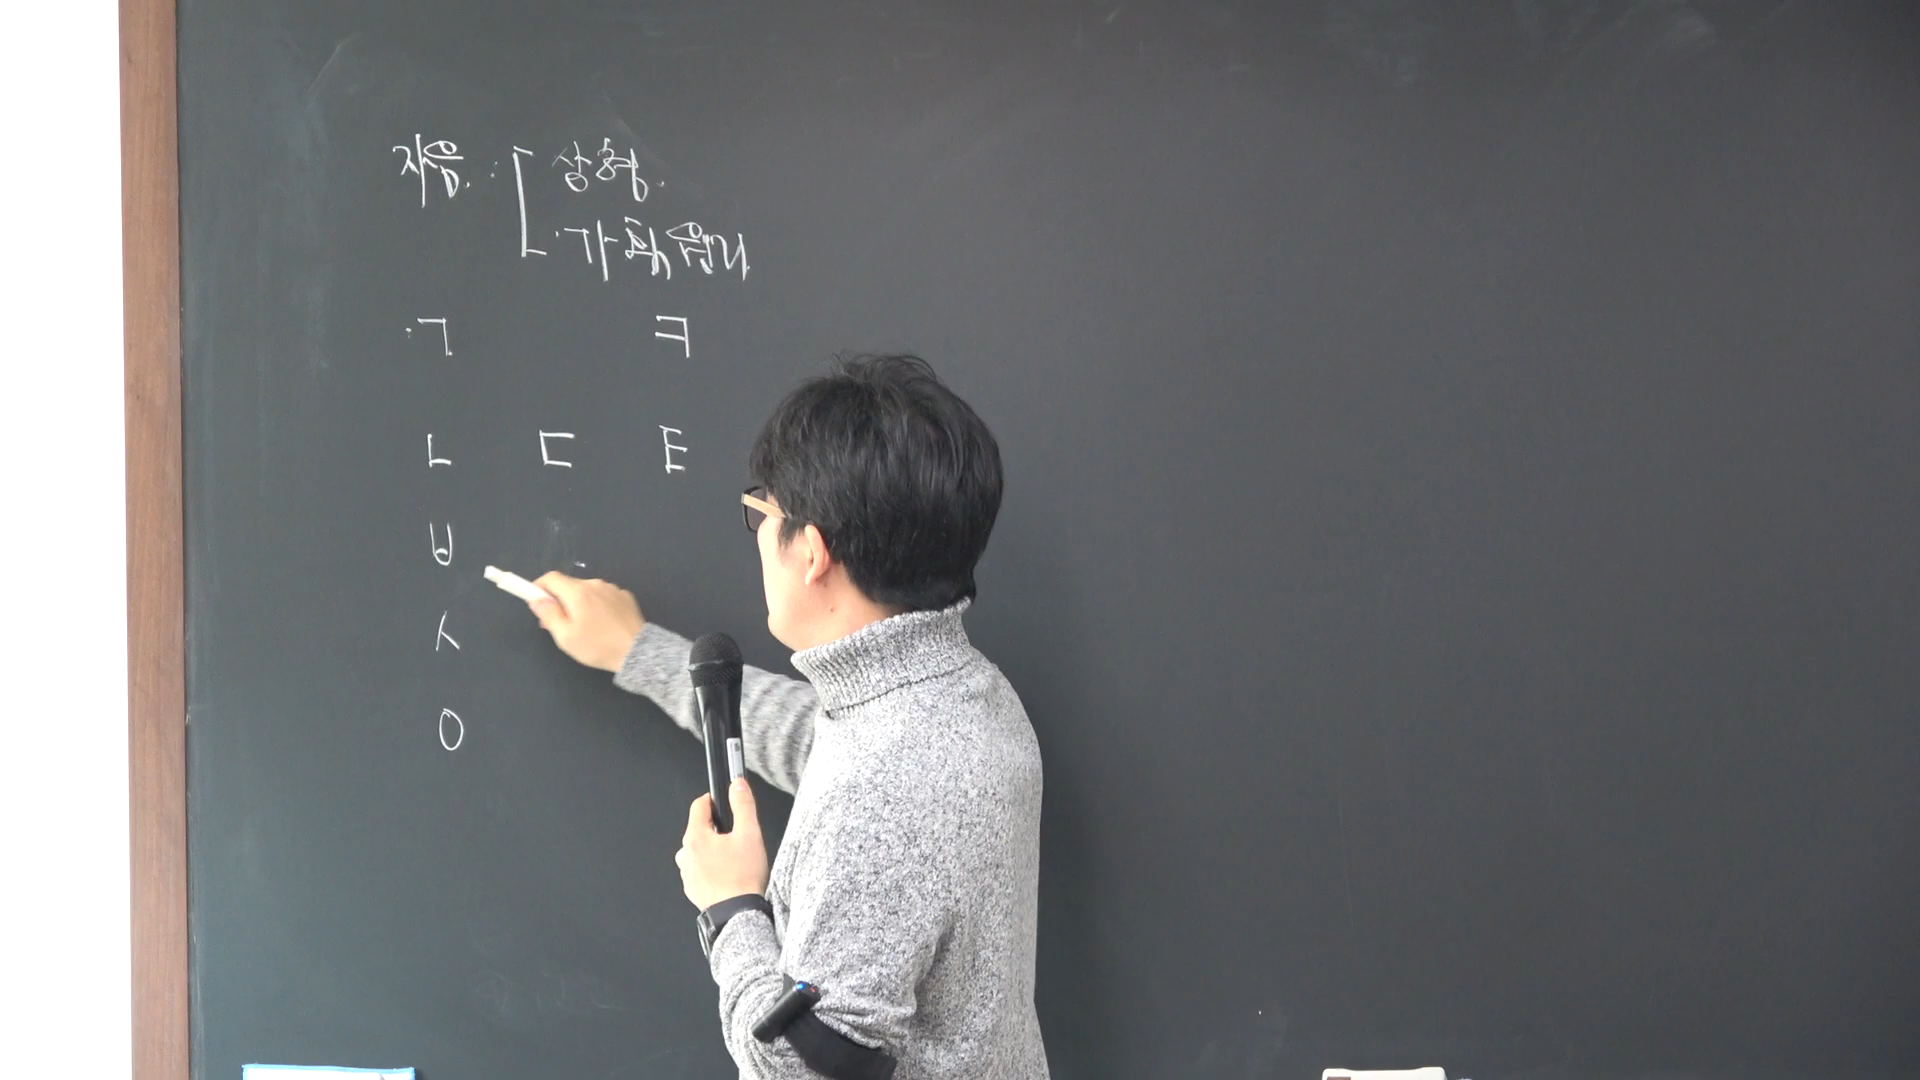 자음 : 상형
· 가획원리
ㄱ ㅋ
ㄴ ㄷ ㅌ
ㅂ
ㅅ
ㅇ